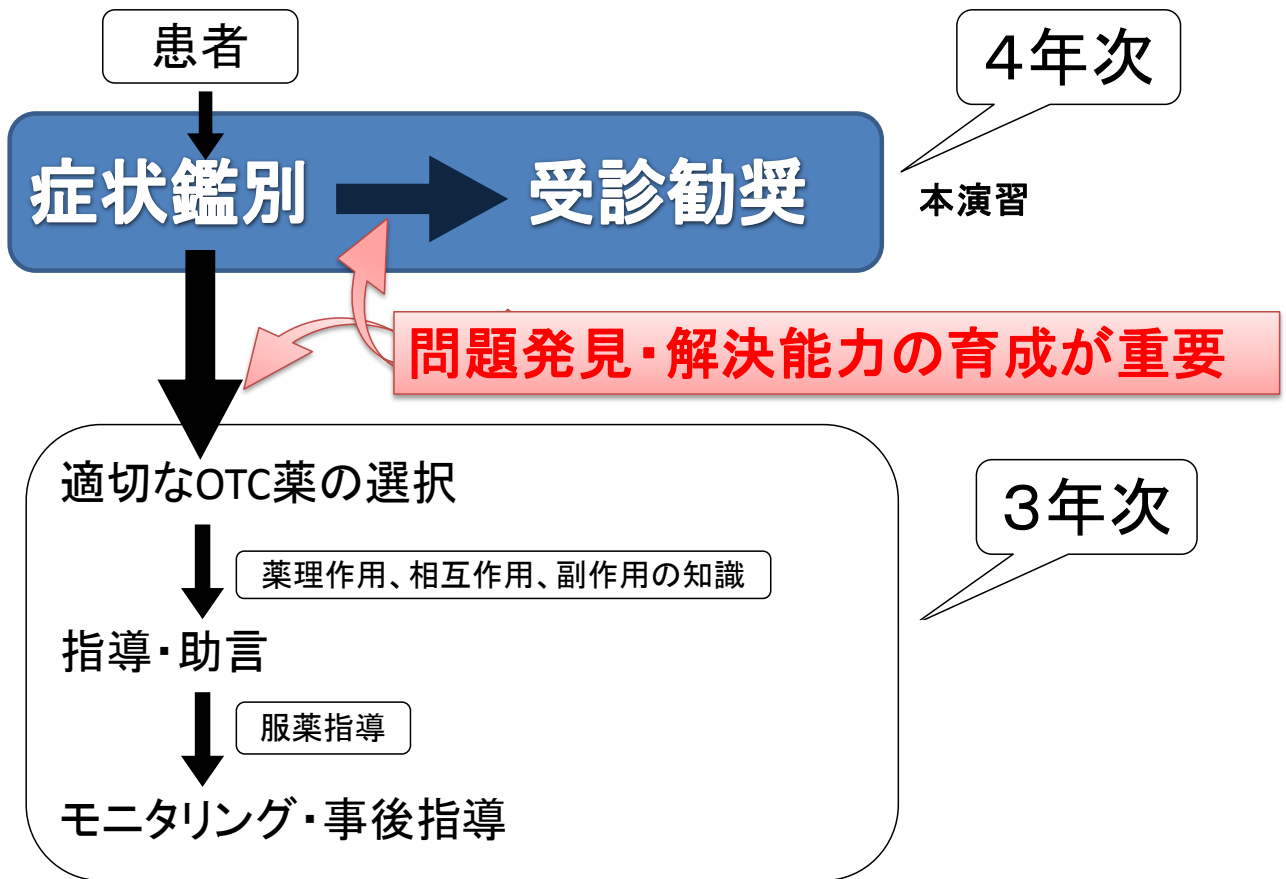 患者
4年次
症状鑑別
受診勧奨
本演習
問題発見・解決能力の育成が重要
適切なOTC薬の選択
3年次
薬理作用、相互作用、副作用の知識
指導・助言
服薬指導
モニタリング・事後指導